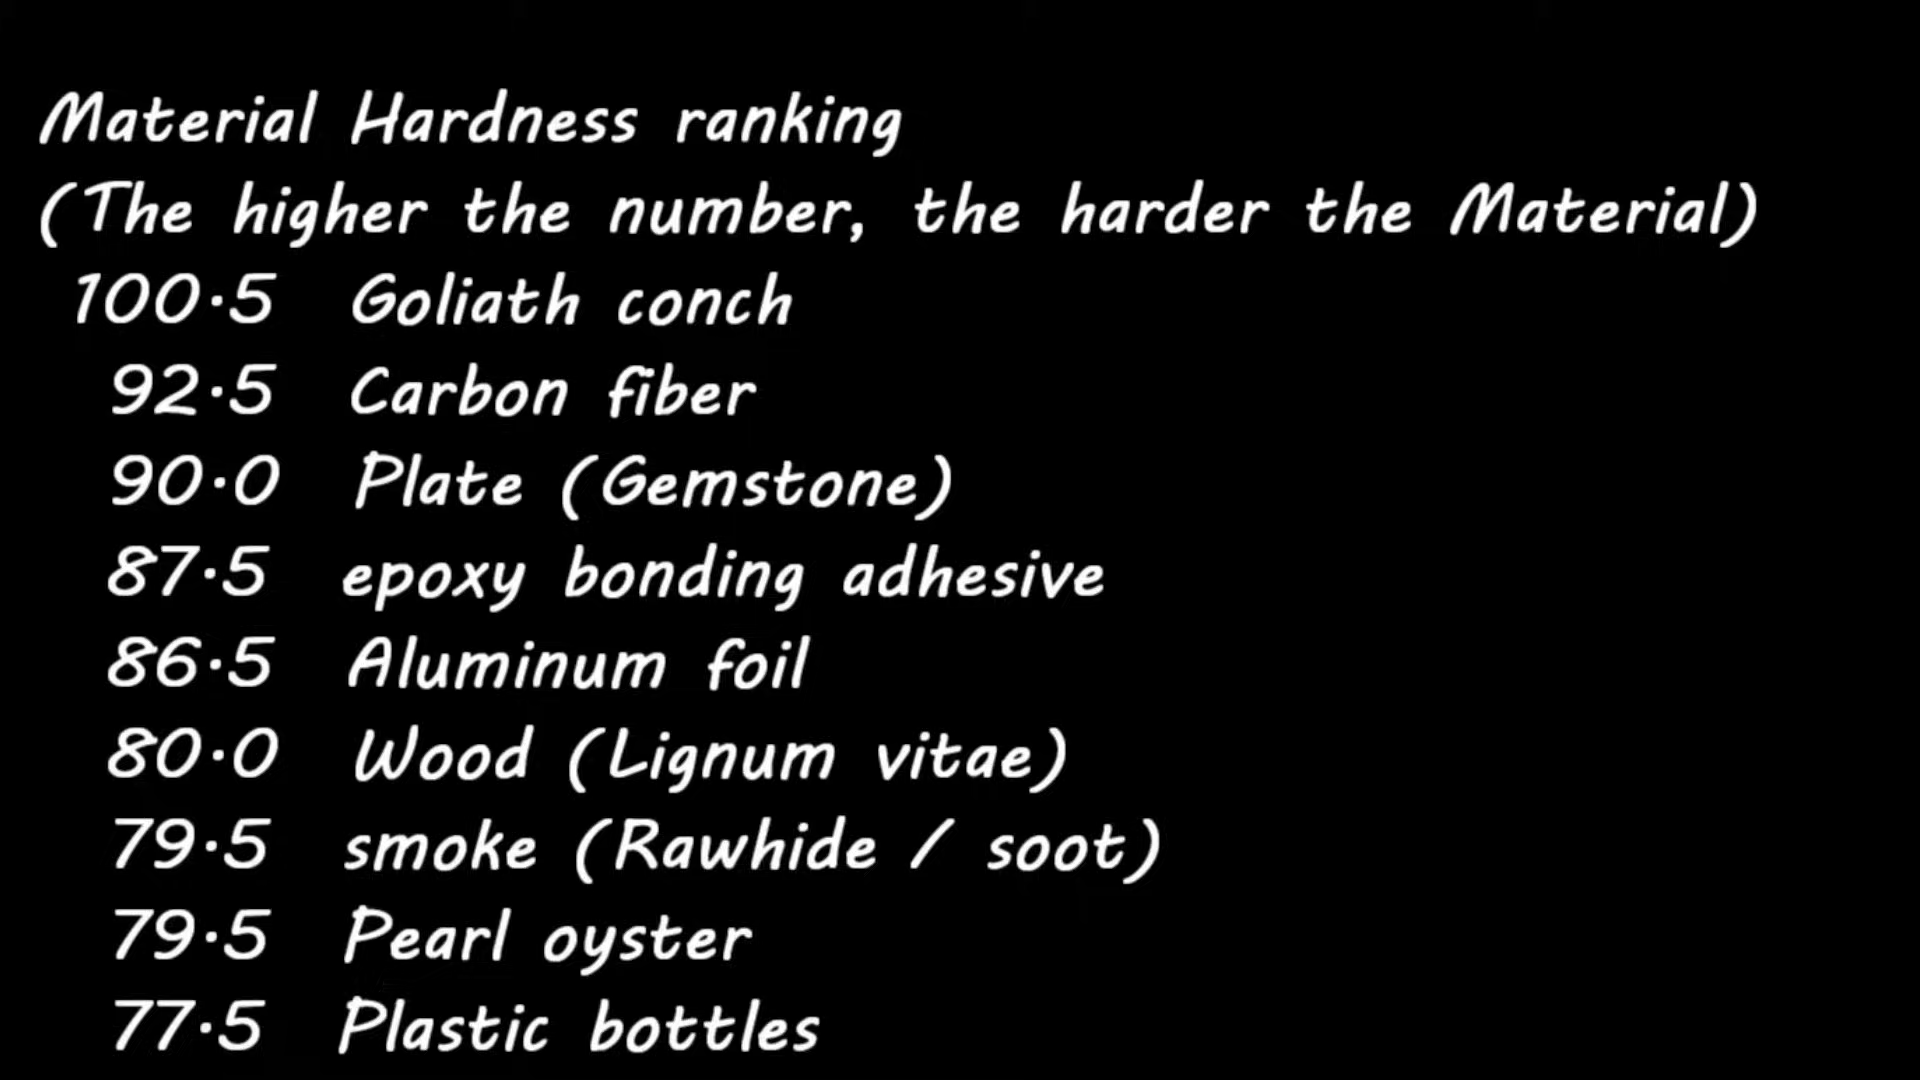 Material Hardness ranking
(The higher the number, the harder the Material)
100·5 Goliath conch
92·5 Carbon fiber
90·0 Plate (Gemstone)
87·5 epoxy bonding adhesive
86·5 Aluminum foil
80·0 Wood (Lignum vitae)
79·5 smoke (Rawhide / soot)
79·5 Pearl oyster
77·5 Plastic bottles